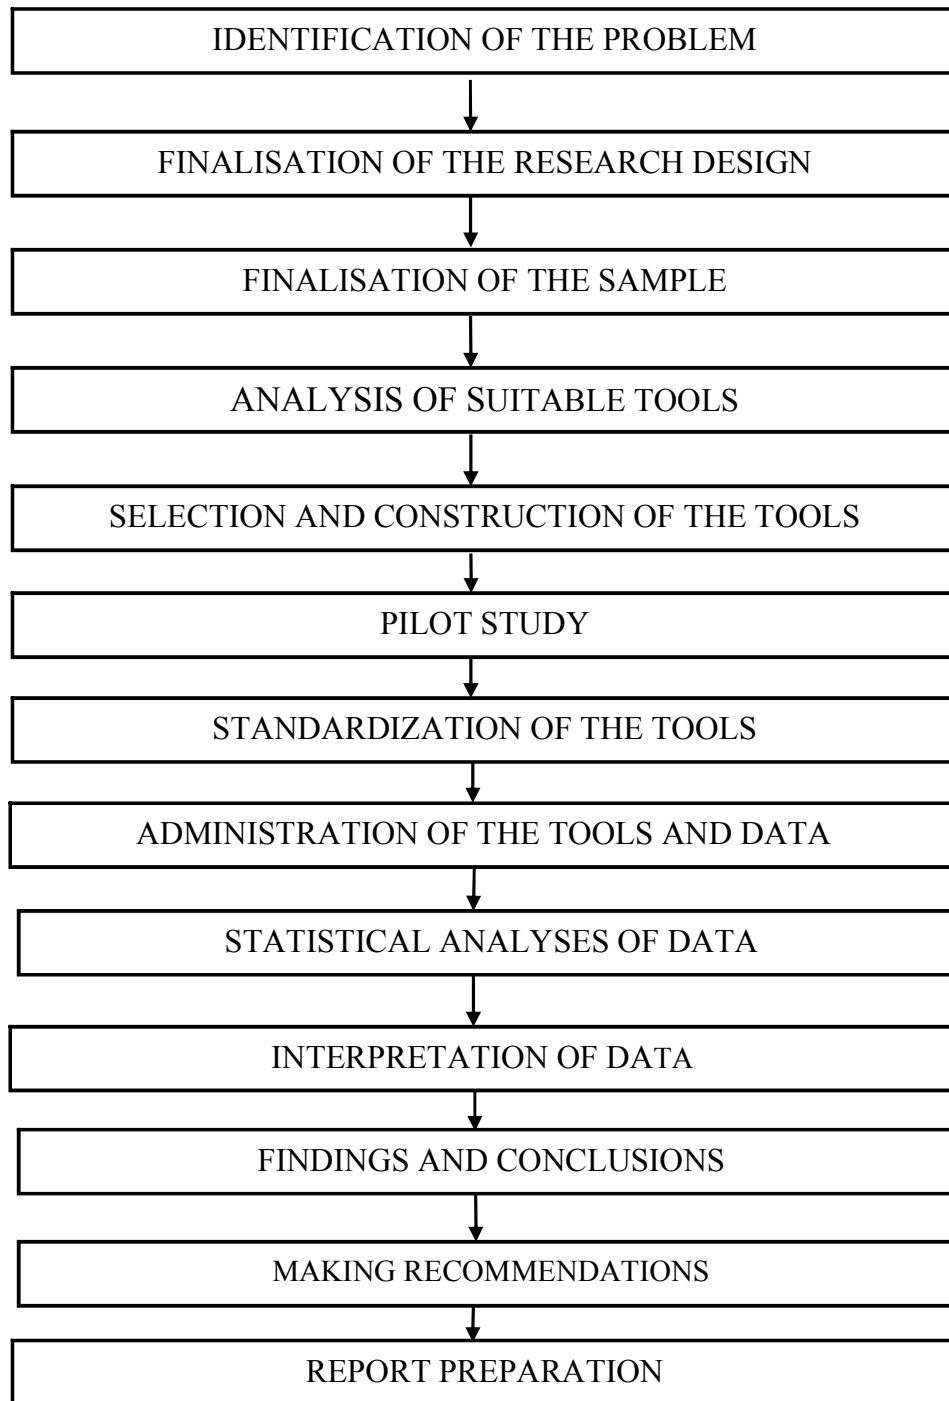 IDENTIFICATION OF THE PROBLEM
FINALISATION OF THE RESEARCH DESIGN
FINALISATION OF THE SAMPLE
ANALYSIS OF SUITABLE TOOLS
SELECTION AND CONSTRUCTION OF THE TOOLS
PILOT STUDY
STANDARDIZATION OF THE TOOLS
ADMINISTRATION OF THE TOOLS AND DATA
STATISTICAL ANALYSES OF DATA
INTERPRETATION OF DATA
FINDINGS AND CONCLUSIONS
MAKING RECOMMENDATIONS
REPORT PREPARATION